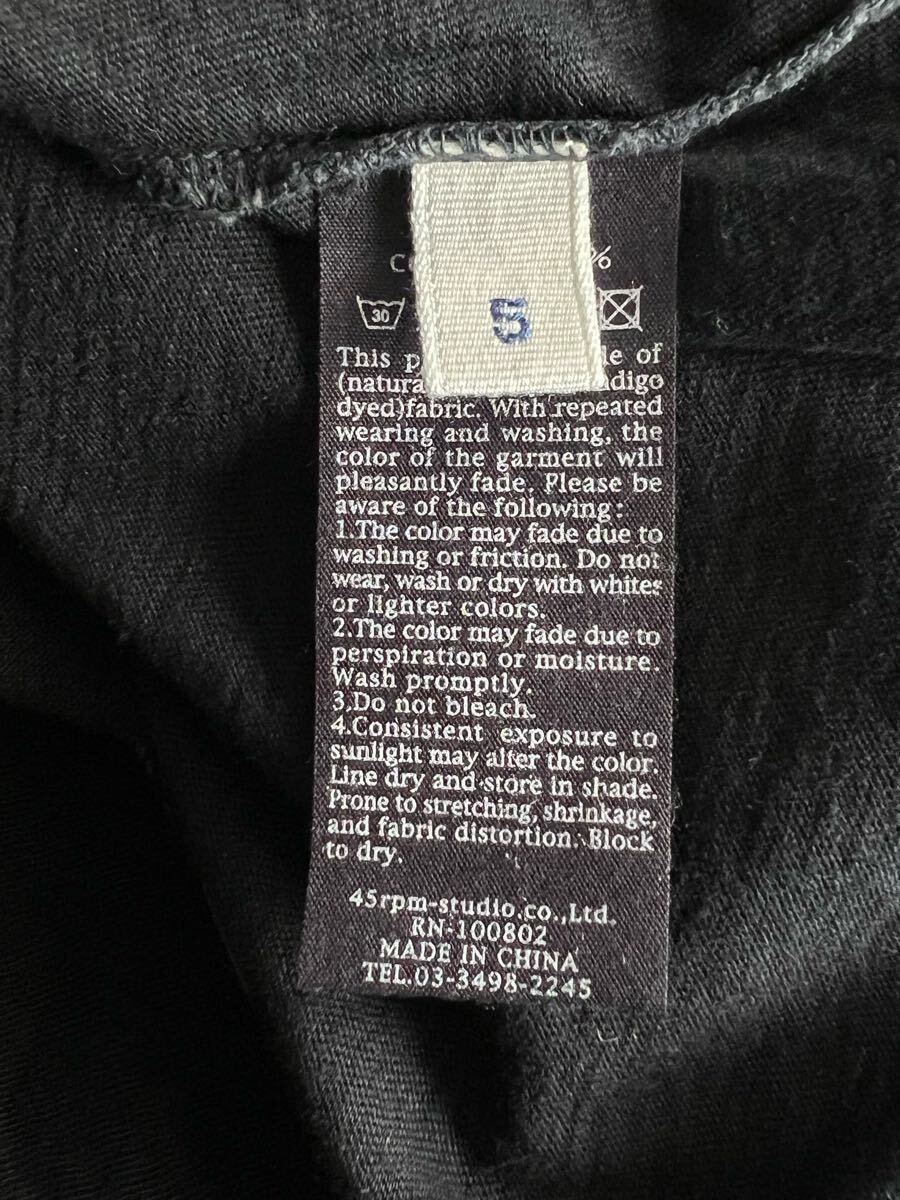 5
%
30
This
of
dyed)fabric. With repeated
wearing and washing, the
color of the garment will
pleasantly fade. Please be
aware of the following:
1.The color may fade due to
washing or friction. Do not
wear, wash or dry with whites
or lighter colors.
2.The color may fade due to
perspiration or moisture.
Wash promptly.
3.Do not bleach.
4.Consistent exposure to
sunlight may alter the color.
Line dry and store in shade.
Prone to stretching, shrinkage,
and fabric distortion. Block
to dry.
45rpm-studio.co.,Ltd.
RN-100802
MADE IN CHINA
TEL.03-3498-2245